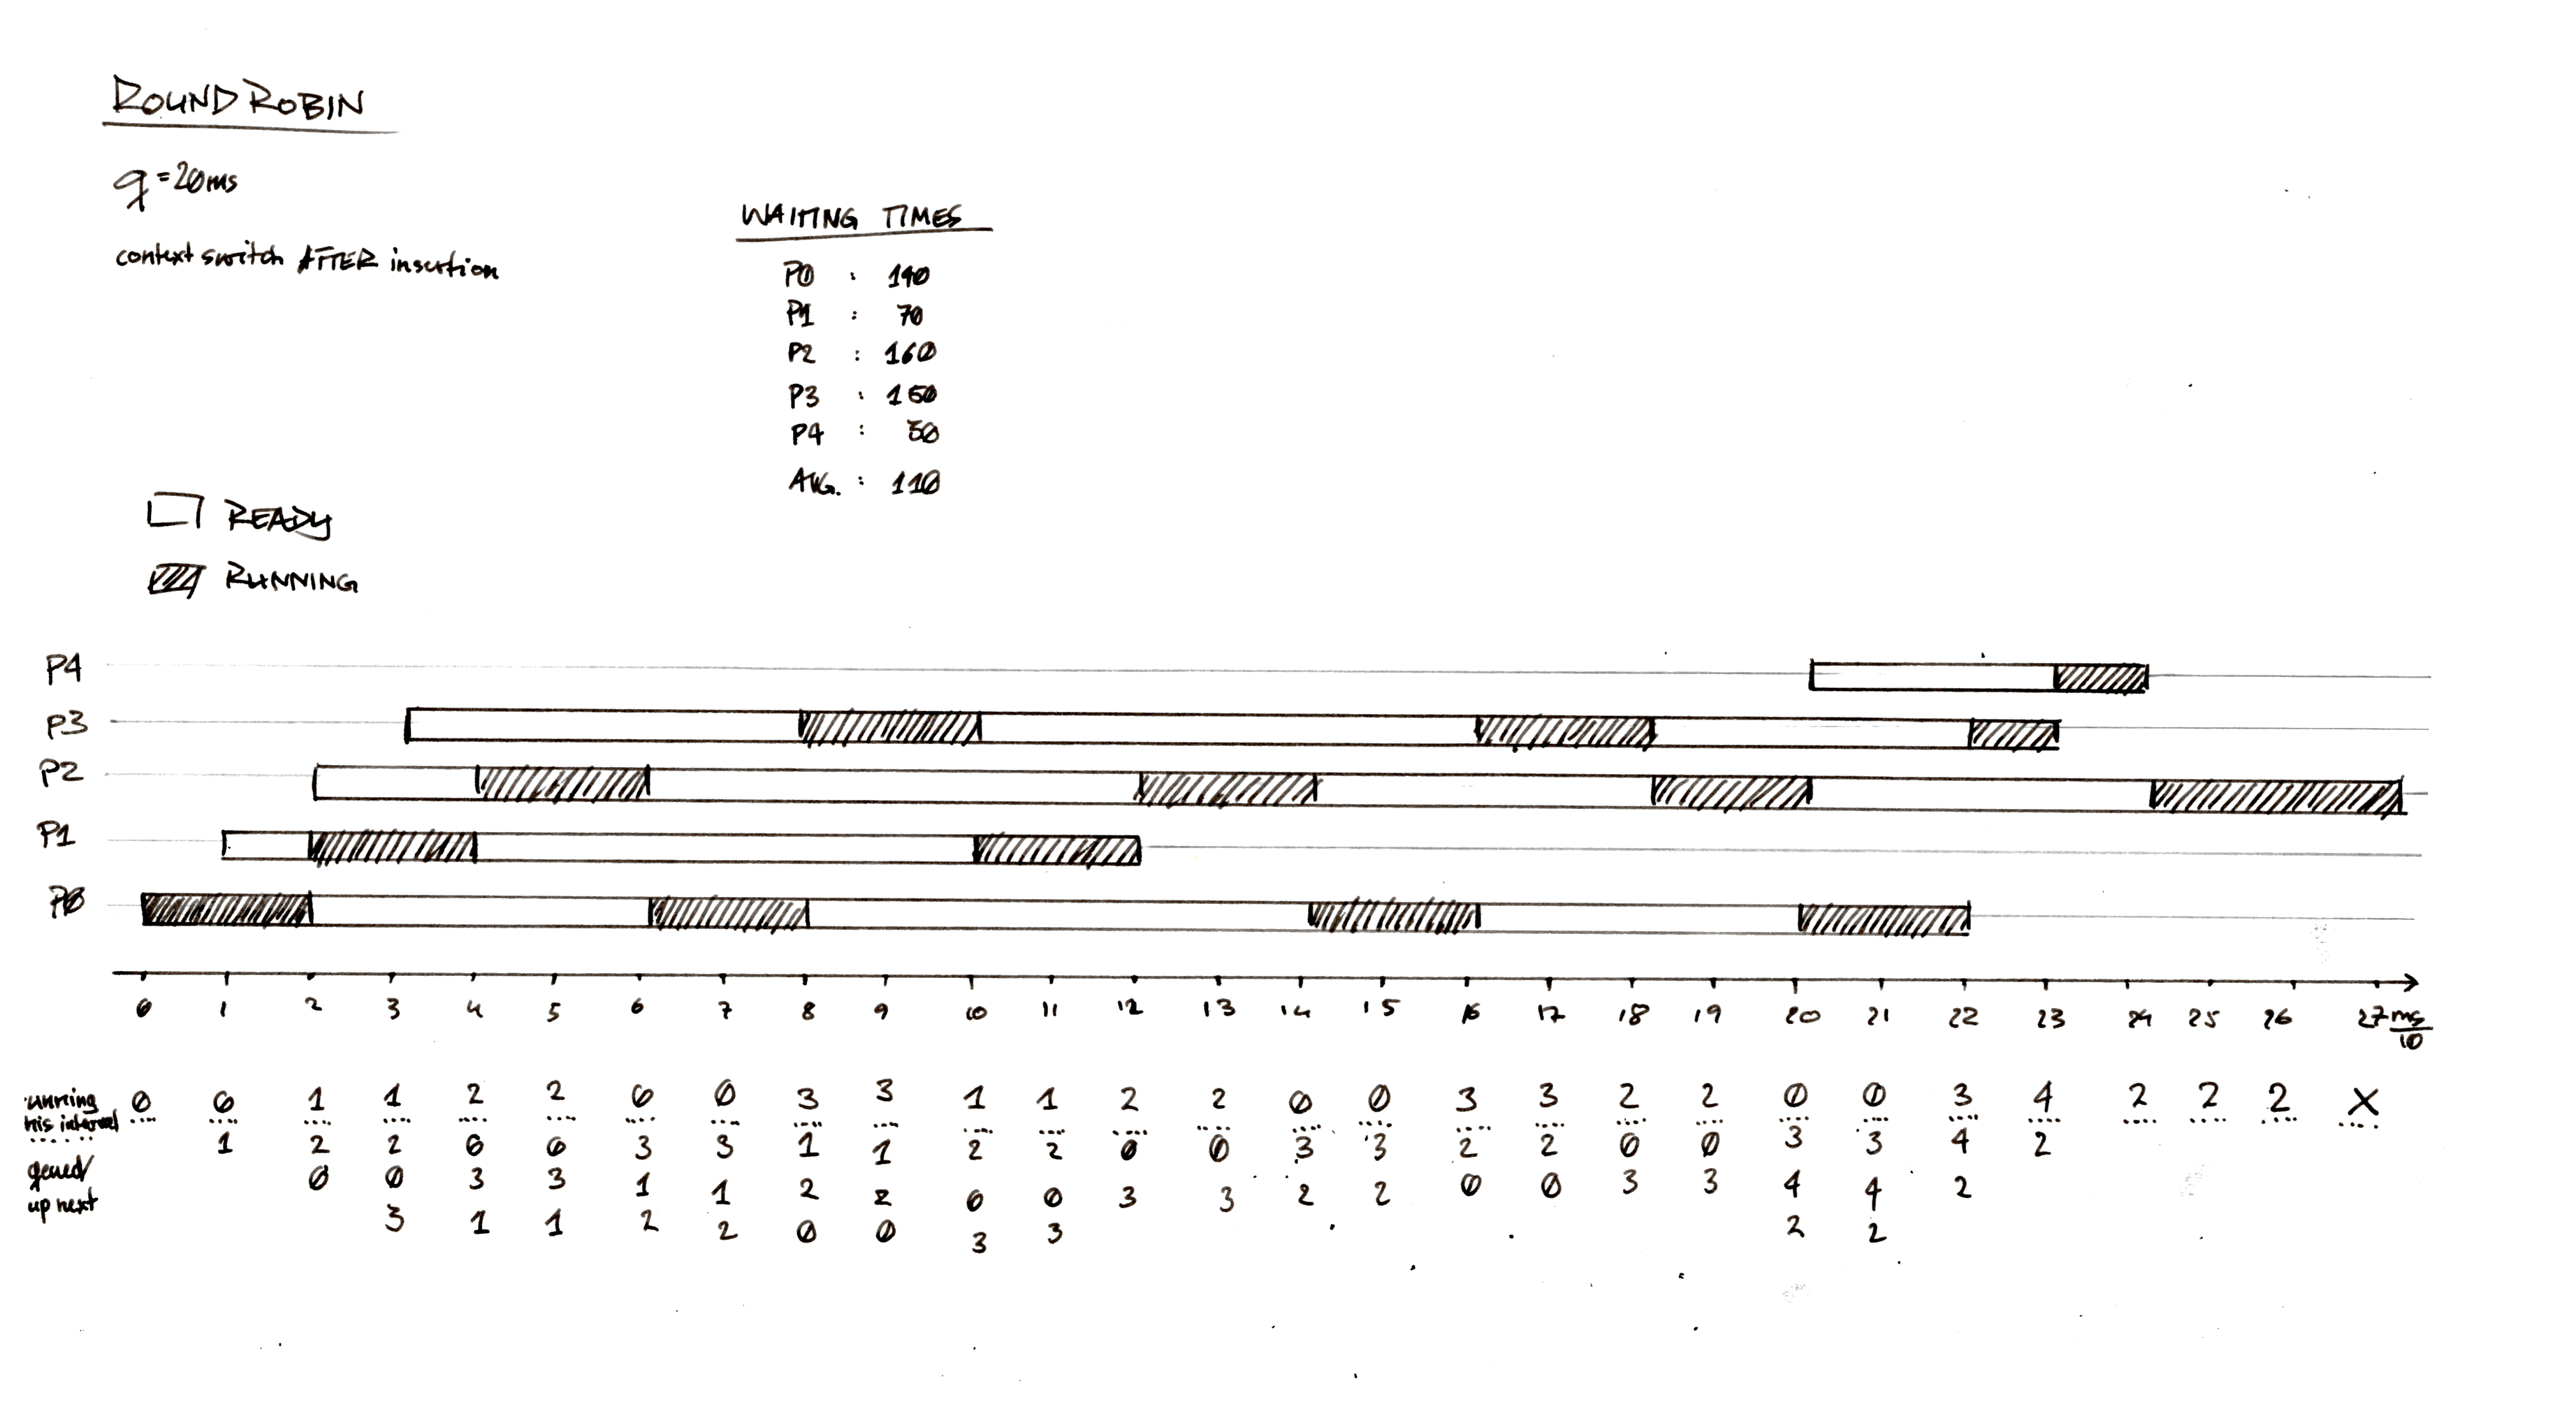 ROUND ROBIN
q = 20ms
context switch AFTER insertion
WAITING TIMES
P0 : 140
P1 : 70
P2 : 160
P3 : 150
P4 : 30
AVG. : 110
READY
RUNNING
P4
P3
P2
P1
P0
0 1 2 3 4 5 6 7 8 9 10 11 12 13 14 15 16 17 18 19 20 21 22 23 24 25 26 27 ms/10
unning his interval 0 0 1 1 2 2 0 0 3 3 1 1 2 2 0 0 3 3 2 2 0 0 3 4 2 2 2 X
queued/ 1 2 2 0 0 3 3 1 1 2 2 0 0 3 3 2 2 0 0 3 3 4 2
up next 0 0 3 3 1 1 2 2 0 0 3 3 2 2 0 0 3 3 4 4 2
3 1 1 2 2 0 0 3 3 2 2